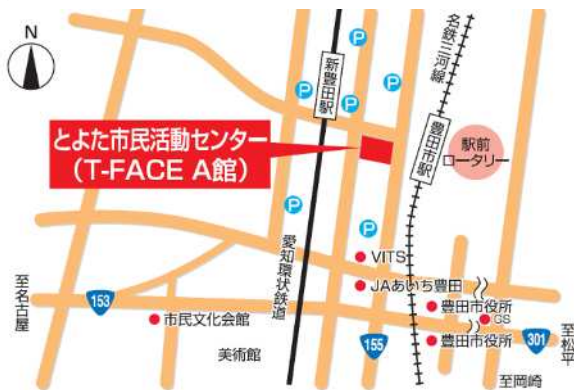 N
名鉄三河線
新豊田駅
P
P
P
P
P
とよた市民活動センター
(T-FACE A館)
豊田市駅
駅前
ロータリー
愛知環状鉄道
VITS
JAあいち豊田
至名古屋
153
市民文化会館
美術館
155
豊田市役所
GS
豊田市役所
301
至松平
至岡崎